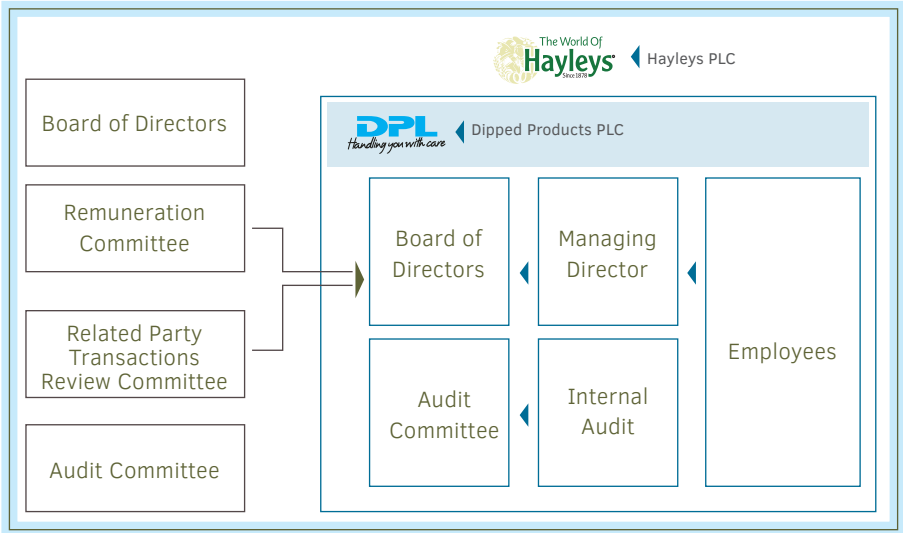 The World Of
Hayleys
Since 1878
Hayleys PLC
Board of Directors
Remuneration
Committee
Related Party
Transactions
Review Committee
Audit Committee
DPL
Handling you with care
Dipped Products PLC
Board of
Directors
Managing
Director
Employees
Audit
Committee
Internal
Audit